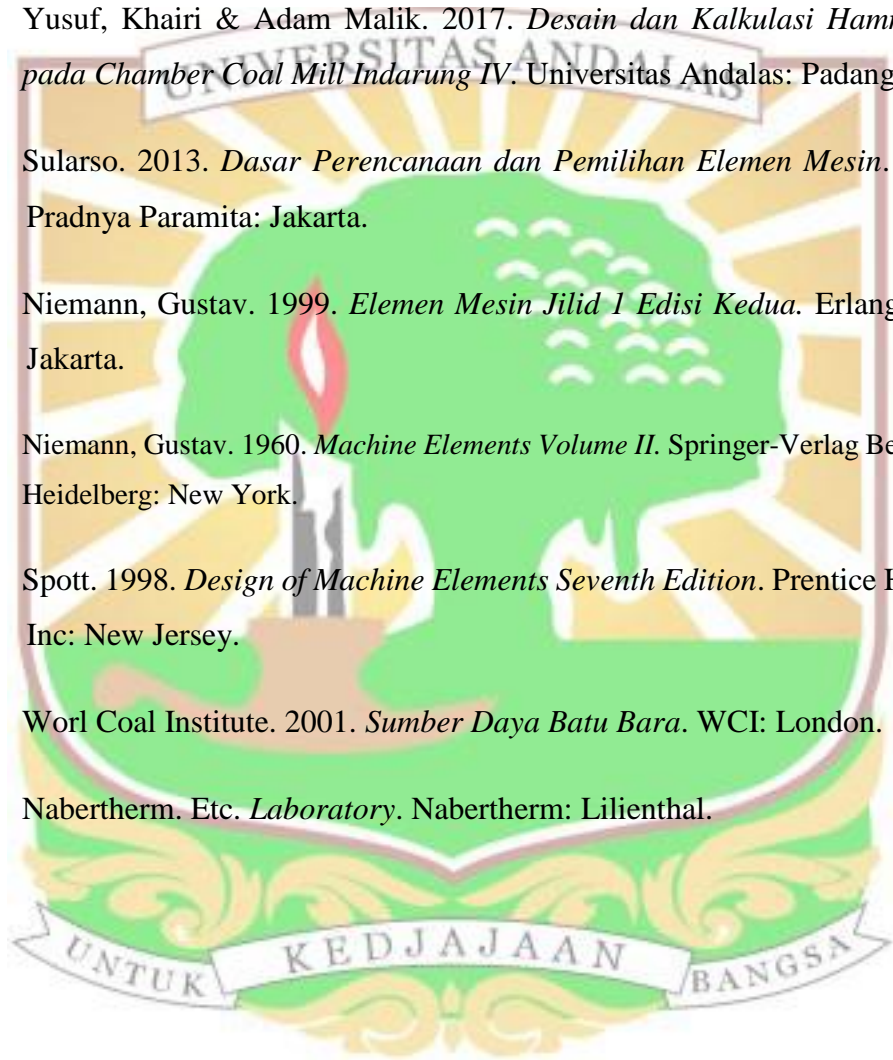 Yusuf, Khairi & Adam Malik. 2017. Desain dan Kalkulasi
pada Chamber Coal Mill Indarung IV. Universitas Andalas: Padang
UNIVERSITAS ANDALAS
Sularso. 2013. Dasar Perencanaan dan Pemilihan Elemen Mesin.
Pradnya Paramita: Jakarta.
Niemann, Gustav. 1999. Elemen Mesin Jilid 1 Edisi Kedua.
Jakarta.
Niemann, Gustav. 1960. Machine Elements Volume II. Springer-Verlag
Heidelberg: New York.
Spott. 1998. Design of Machine Elements Seventh Edition. Prentice
Inc: New Jersey.
Worl Coal Institute. 2001. Sumber Daya Batu Bara. WCI: London.
Nabertherm. Etc. Laboratory. Nabertherm: Lilienthal.
UNTUK KEDJAJAAN BANGSA